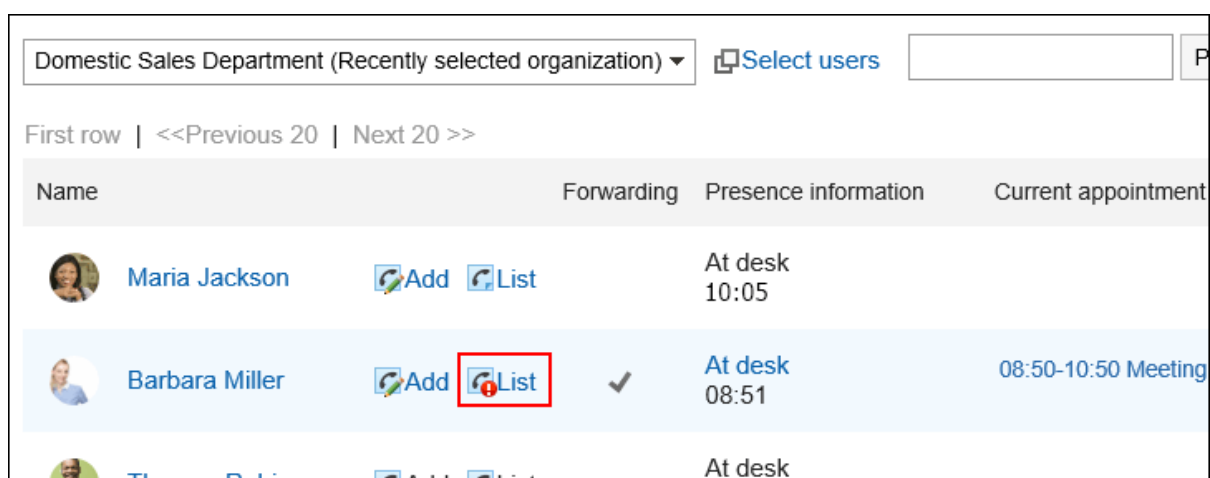 Domestic Sales Department (Recently selected organization) Select users P
First row | <<Previous 20 | Next 20 >>
Name Forwarding Presence information Current appointment
Maria Jackson Add List At desk
10:05
Barbara Miller Add List At desk 08:50-10:50 Meeting
08:51
At desk